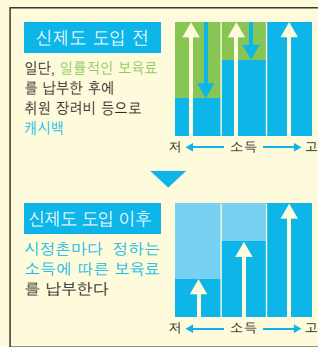 신제도 도입 전
일단, 일률적인 보육료
를 납부한 후에
취원 장려비 등으로
캐시백
저 소득 고
신제도 도입 이후
시정촌마다 정하는
소득에 따른 보육료
를 납부한다
저 소득 고